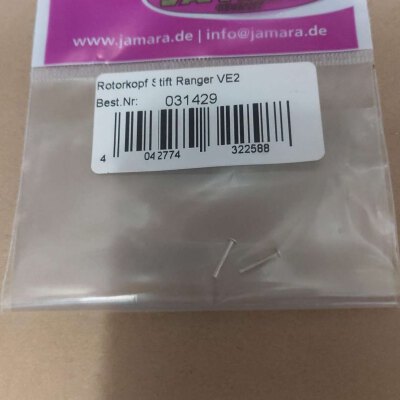 www.jamara.de | info@jamara.de
Rotorkopf Stift Ranger VE2
Best.Nr: 031429
4 042774 322588